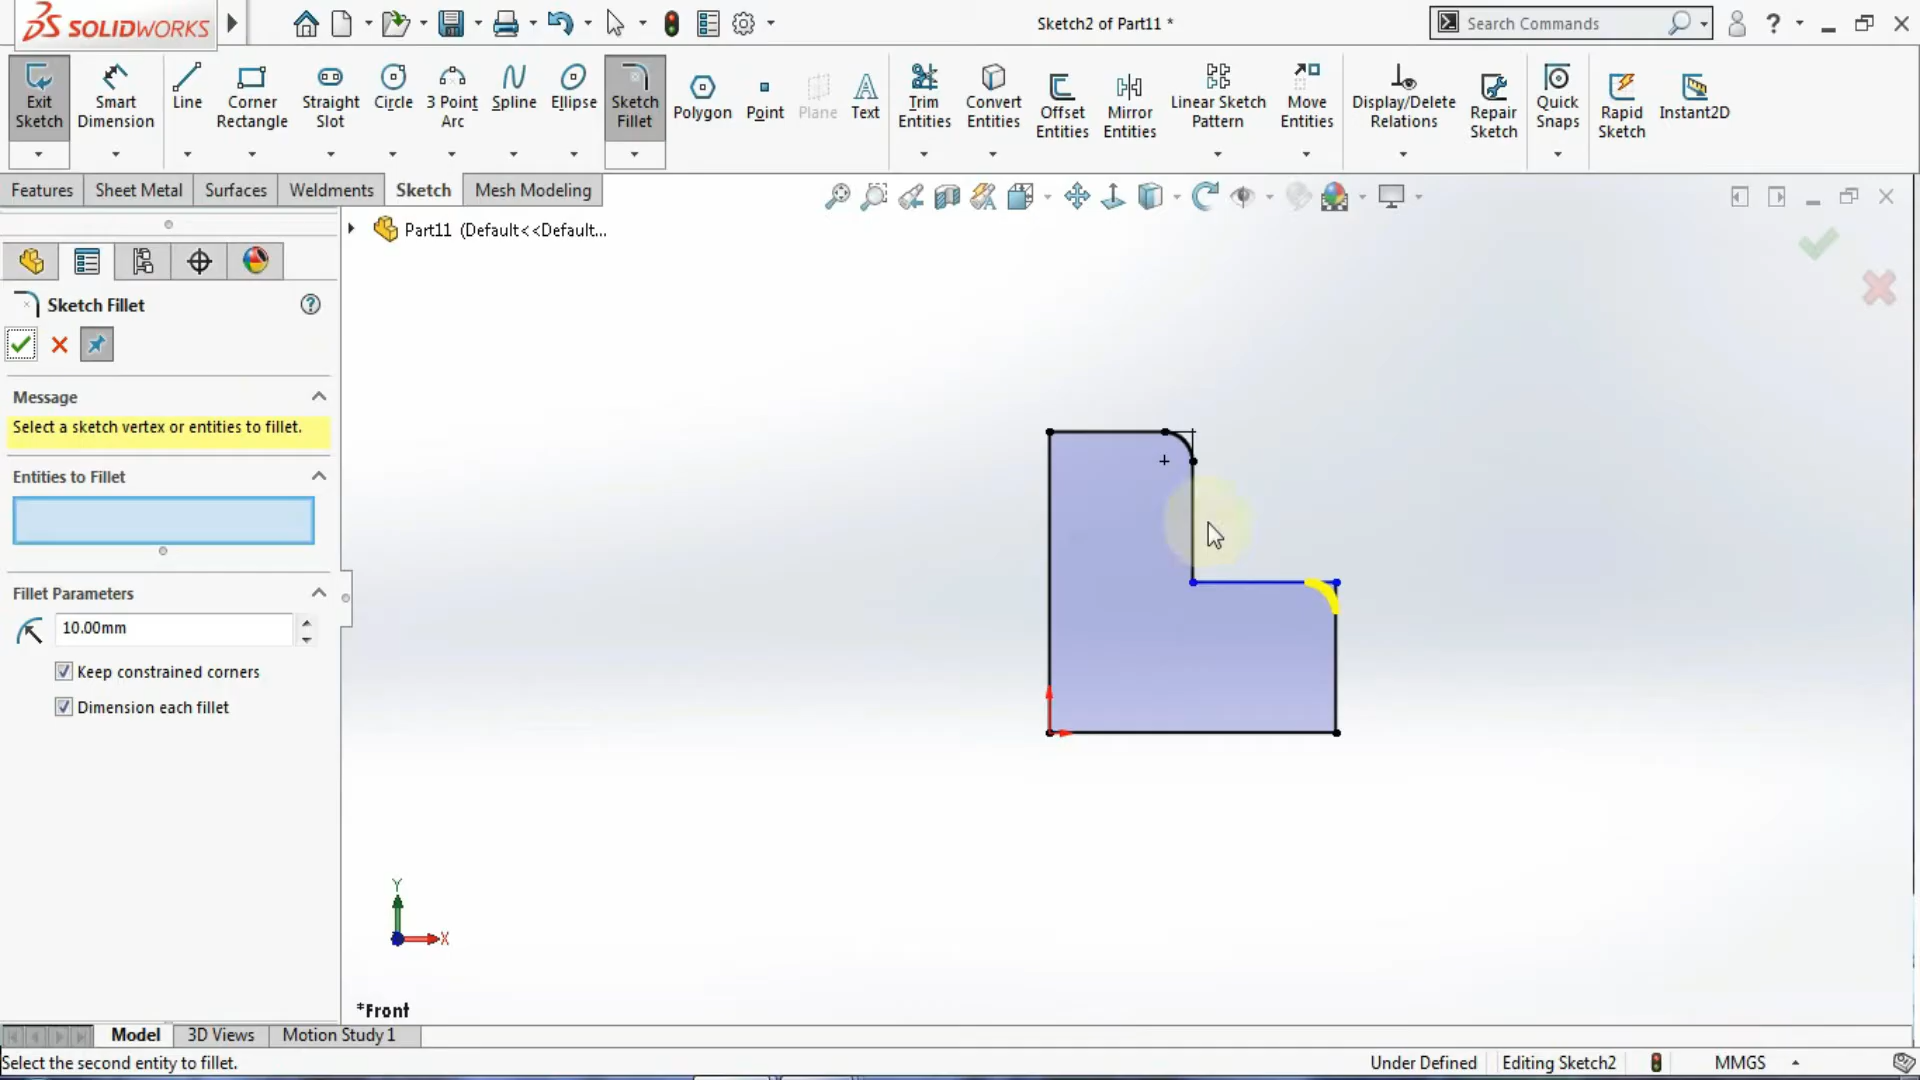 SOLIDWORKS
Sketch2 of Part11 *
Search Commands
?
Exit Sketch
Smart Dimension
Line
Corner Rectangle
Straight Slot
Circle
3 Point Arc
Spline
Ellipse
Sketch Fillet
Polygon
Point
Plane
Text
Trim Entities
Convert Entities
Offset Entities
Mirror Entities
Linear Sketch Pattern
Move Entities
Display/Delete Relations
Repair Sketch
Quick Snaps
Rapid Sketch
Instant2D
Features
Sheet Metal
Surfaces
Weldments
Sketch
Mesh Modeling
Part11 (Default<<Default...
Sketch Fillet
Message
Select a sketch vertex or entities to fillet.
Entities to Fillet
Fillet Parameters
10.00mm
Keep constrained corners
Dimension each fillet
Y
X
*Front
Model
3D Views
Motion Study 1
Select the second entity to fillet.
Under Defined
Editing Sketch2
MMGS